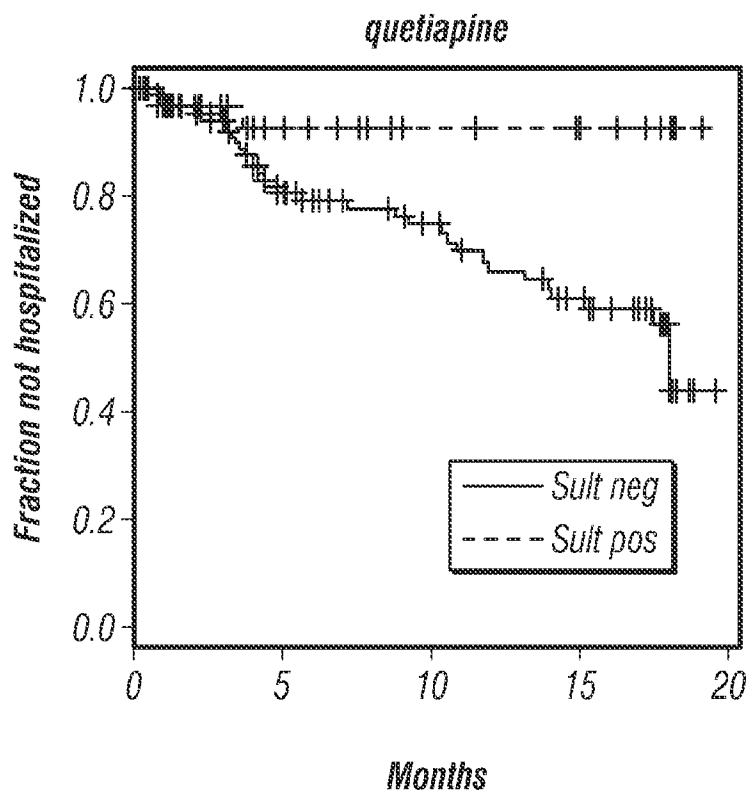 quetiapine
Fraction not hospitalized
1.0
0.8
0.6
0.4
0.2
0.0
Sult neg
Sult pos
0 5 10 15 20
Months